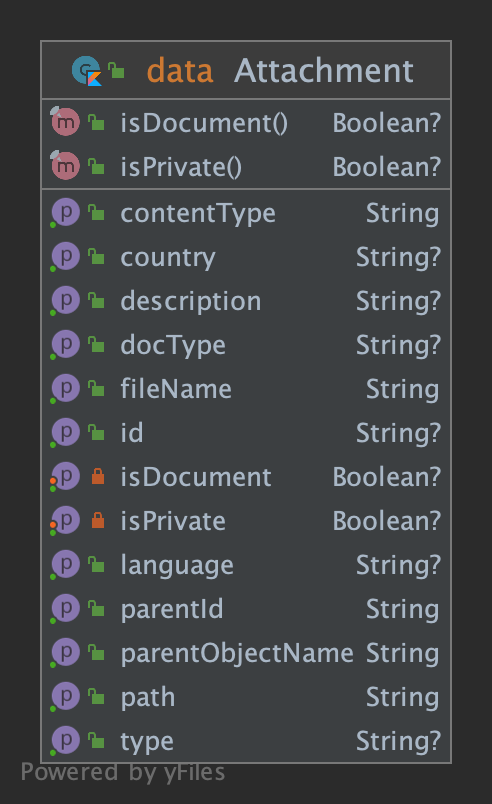 data Attachment
m isDocument() Boolean?
m isPrivate() Boolean?
p contentType String
p country String?
p description String?
p docType String?
p fileName String
p id String?
p isDocument Boolean?
p isPrivate Boolean?
p language String?
p parentId String
p parentObjectName String
p path String
p type String?
Powered by yFiles